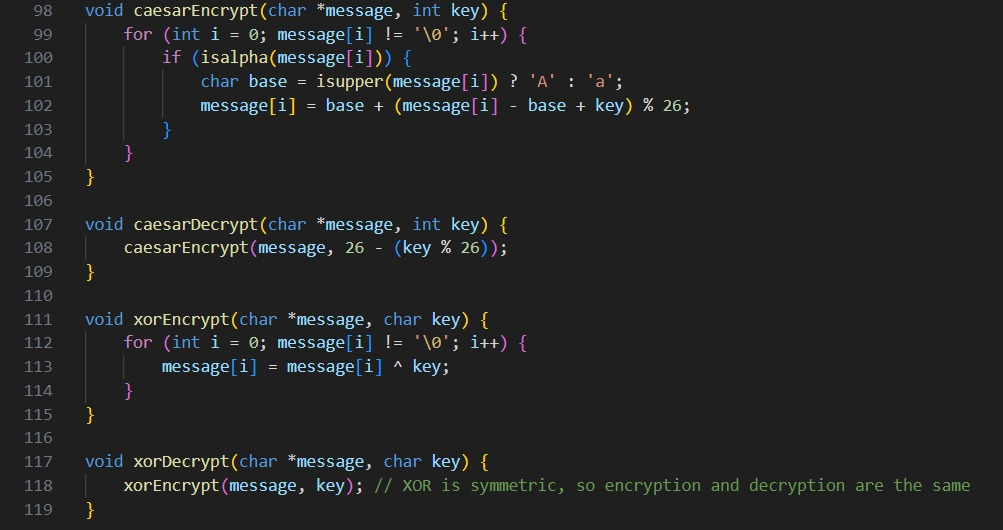 98 void caesarEncrypt(char *message, int key) {
99     for (int i = 0; message[i] != '\0'; i++) {
100         if (isalpha(message[i])) {
101             char base = isupper(message[i]) ? 'A' : 'a';
102             message[i] = base + (message[i] - base + key) % 26;
103         }
104     }
105 }
106
107 void caesarDecrypt(char *message, int key) {
108     caesarEncrypt(message, 26 - (key % 26));
109 }
110
111 void xorEncrypt(char *message, char key) {
112     for (int i = 0; message[i] != '\0'; i++) {
113         message[i] = message[i] ^ key;
114     }
115 }
116
117 void xorDecrypt(char *message, char key) {
118     xorEncrypt(message, key); // XOR is symmetric, so encryption and decryption are the same
119 }